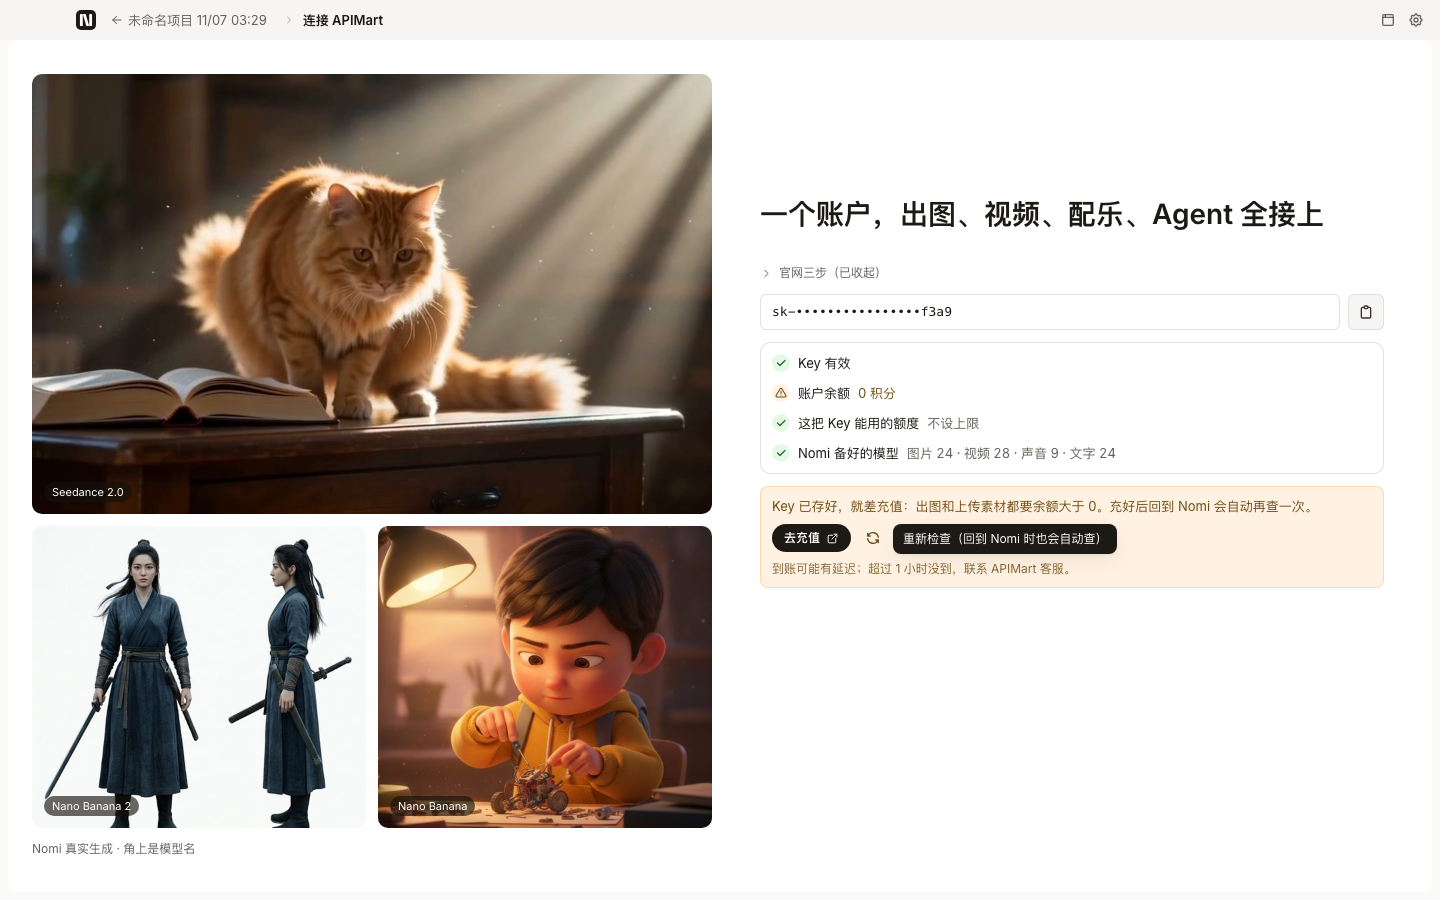 N
未命名项目 11/07 03:29
连接 APIMart
Seedance 2.0
Nano Banana 2
Nano Banana
Nomi 真实生成 · 角上是模型名
一个账户，出图、视频、配乐、Agent 全接上
官网三步（已收起）
sk-••••••••••••••••f3a9
Key 有效
账户余额 0 积分
这把 Key 能用的额度 不设上限
Nomi 备好的模型 图片 24 · 视频 28 · 声音 9 · 文字 24
Key 已存好，就差充值：出图和上传素材都要余额大于 0。充好后回到 Nomi 会自动再查一次。
去充值
重新检查（回到 Nomi 时也会自动查）
到账可能有延迟；超过 1 小时没到，联系 APIMart 客服。